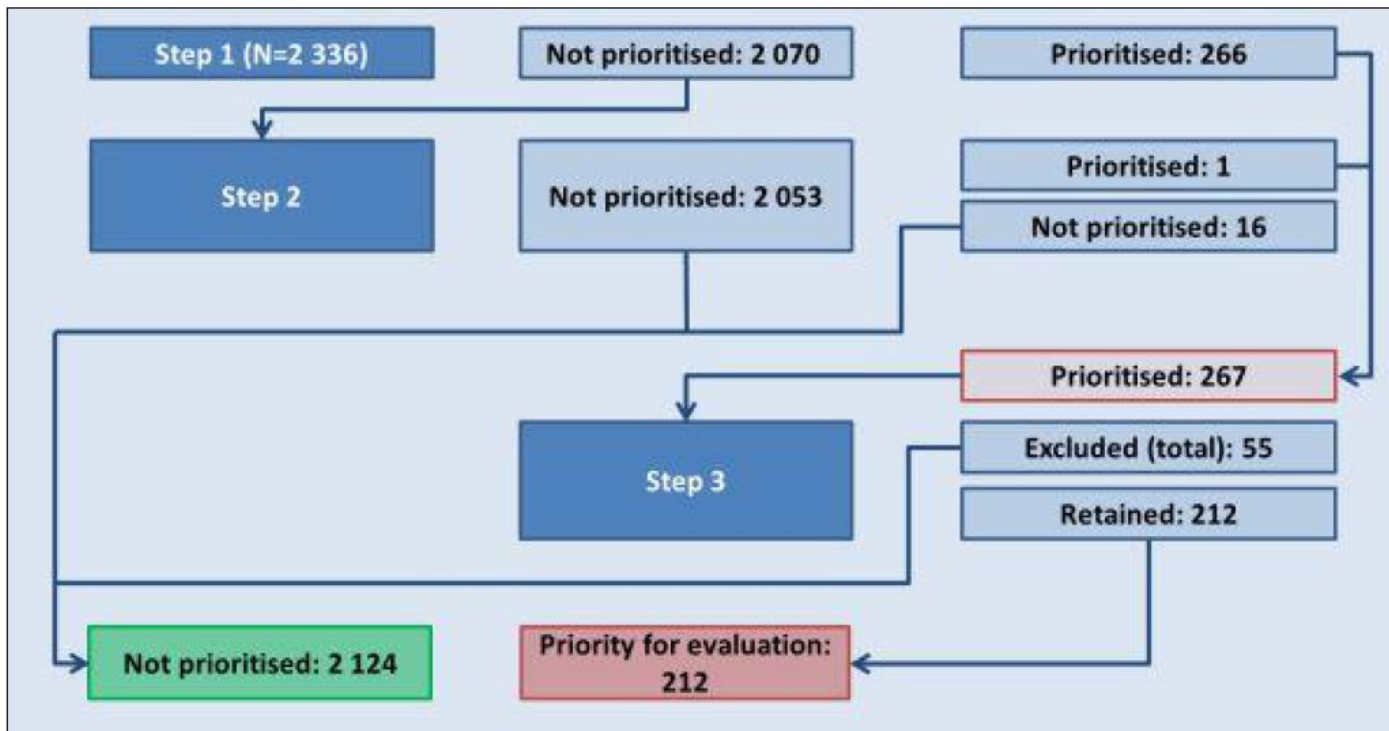 Step 1 (N=2 336)
Not prioritised: 2 070
Prioritised: 266
Step 2
Not prioritised: 2 053
Prioritised: 1
Not prioritised: 16
Prioritised: 267
Step 3
Excluded (total): 55
Retained: 212
Not prioritised: 2 124
Priority for evaluation:
212